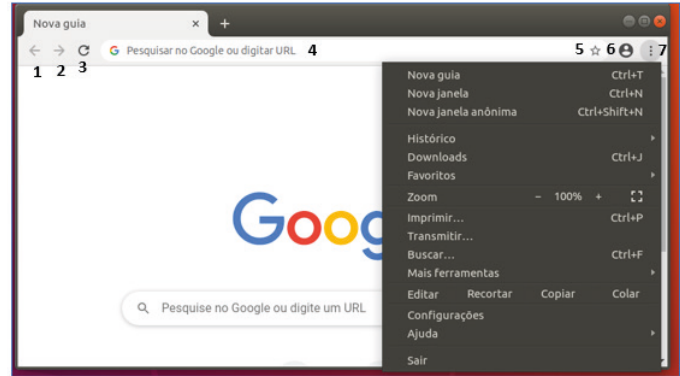 Nova guia × +
G Pesquisar no Google ou digitar URL 4 5 6 7
1 2 3
Nova guia Ctrl+T
Nova janela Ctrl+N
Nova janela anônima Ctrl+Shift+N
Histórico
Downloads Ctrl+J
Favoritos
Zoom − 100% +
Imprimir... Ctrl+P
Transmitir...
Buscar... Ctrl+F
Mais ferramentas
Editar Recortar Copiar Colar
Configurações
Ajuda
Sair
Goog
Pesquise no Google ou digite um URL